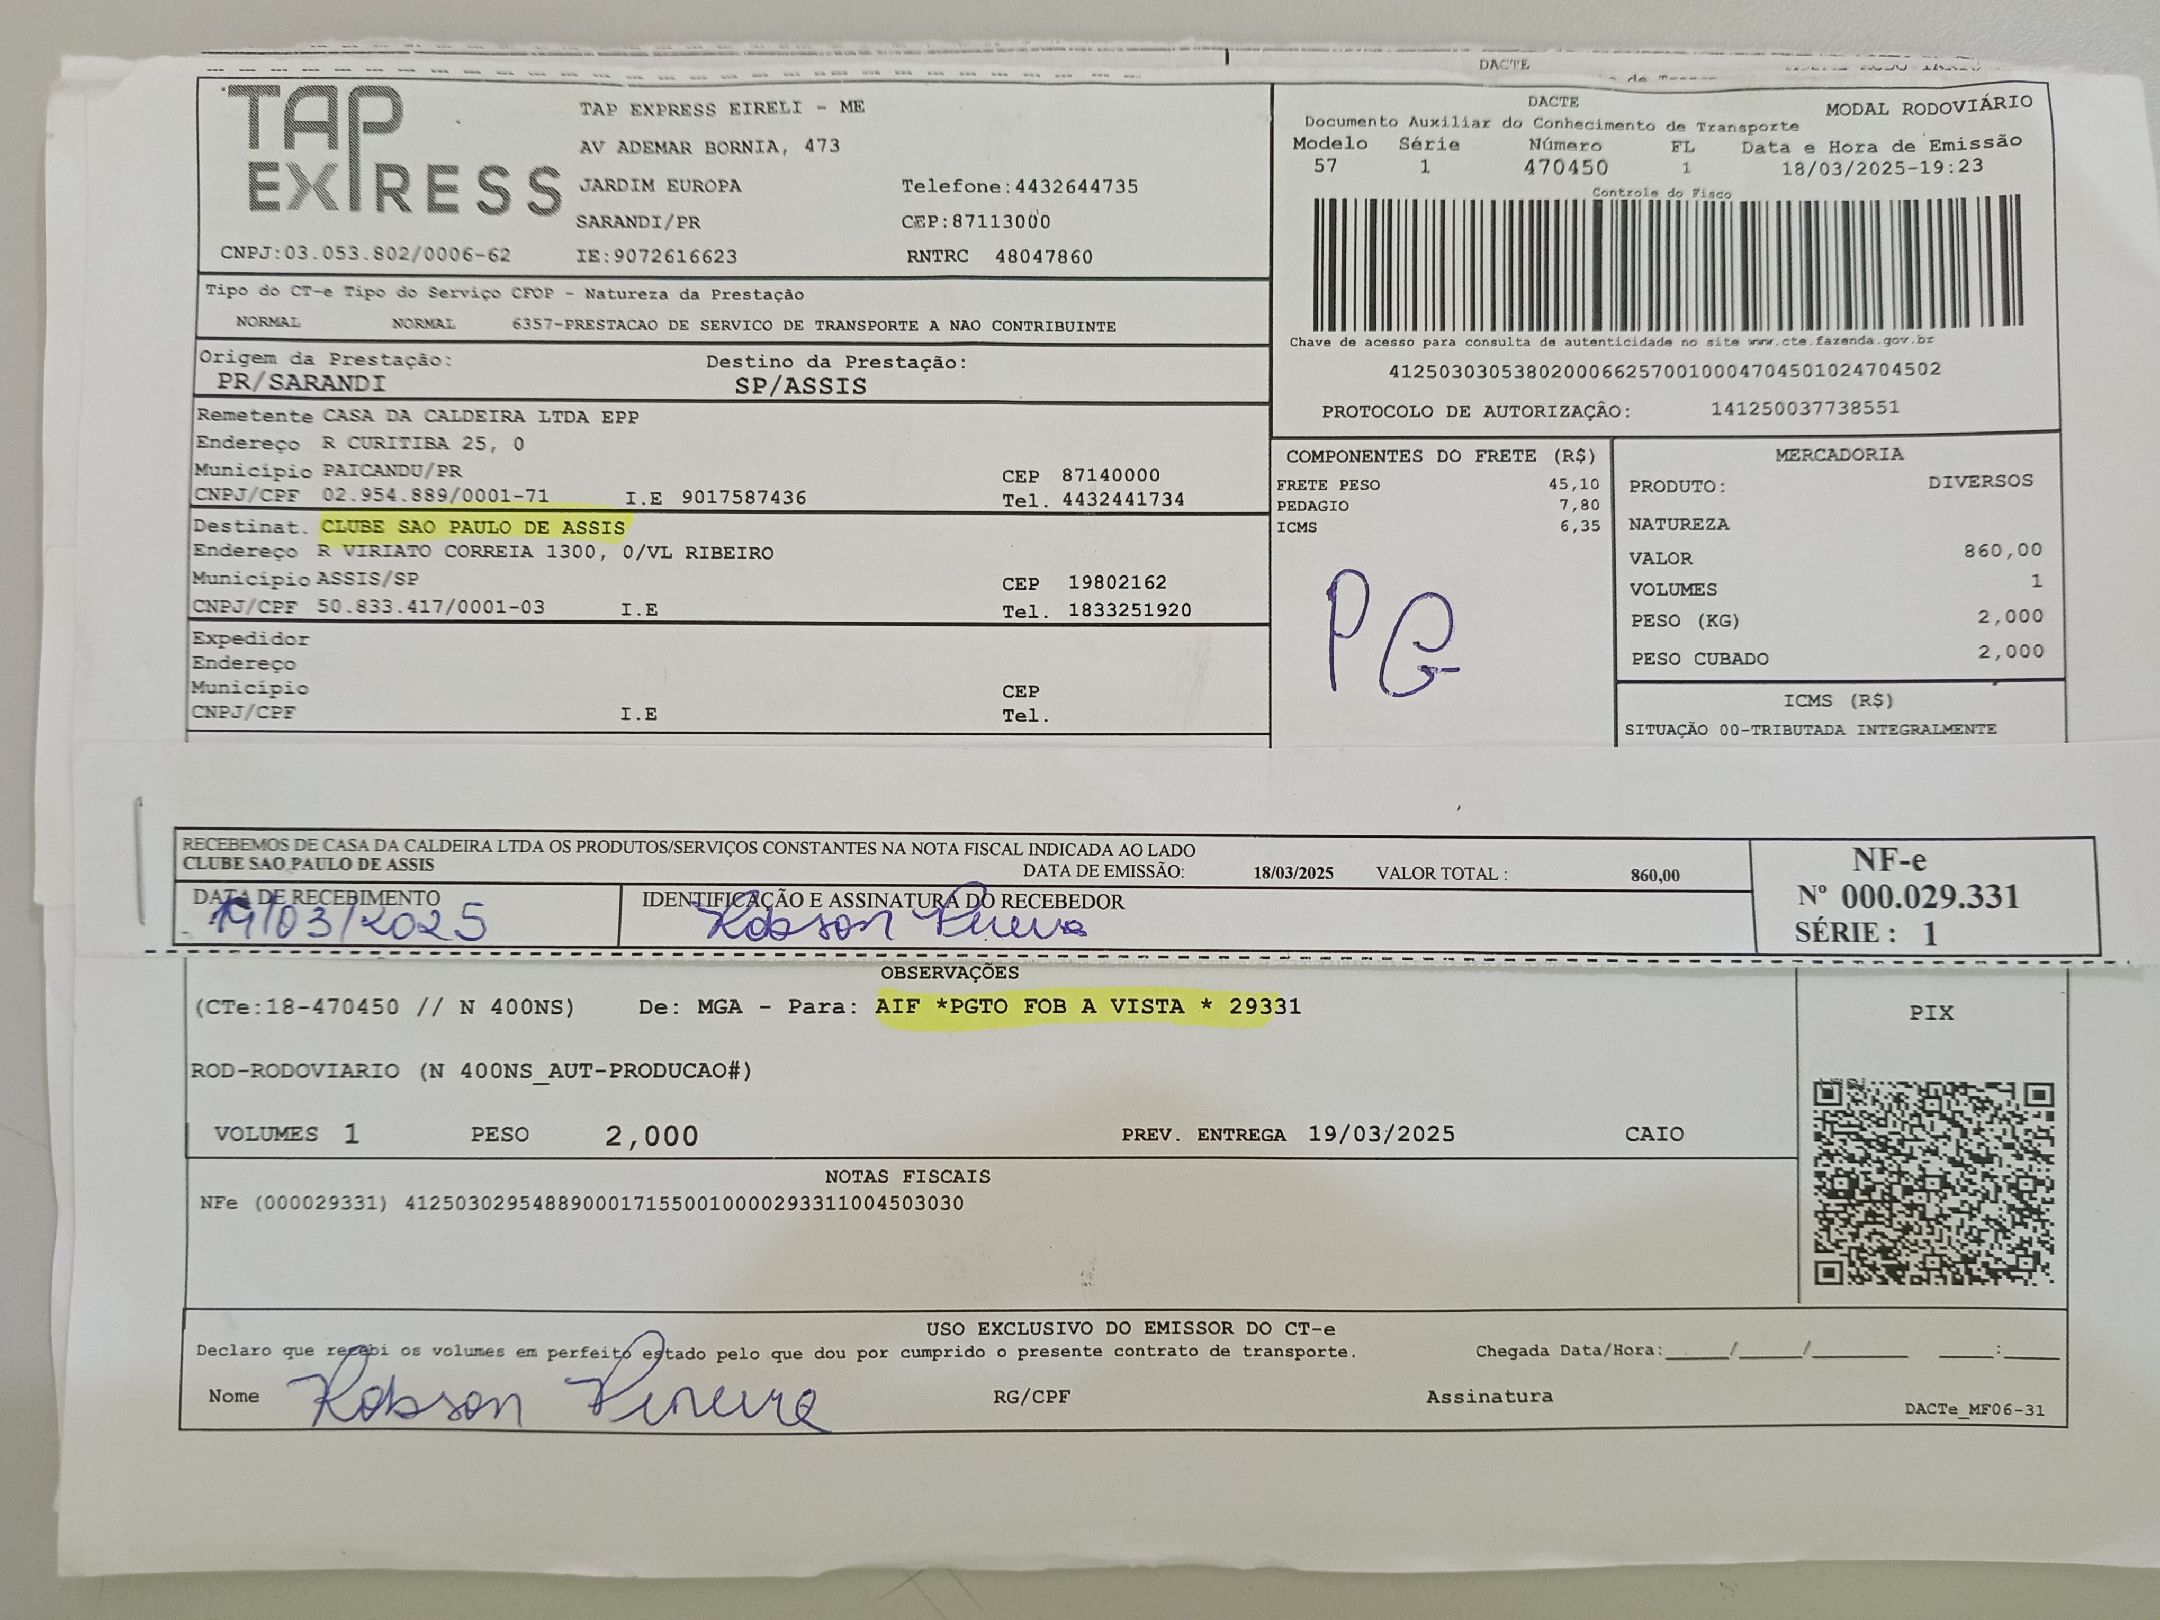 DACTE
TAP EXPRESS
TAP EXPRESS EIRELI - ME
AV ADEMAR BORNIA, 473
JARDIM EUROPA Telefone:4432644735
SARANDI/PR CEP:87113000
CNPJ:03.053.802/0006-62 IE:9072616623 RNTRC 48047860
DACTE MODAL RODOVIÁRIO
Documento Auxiliar do Conhecimento de Transporte
Modelo Série Número FL Data e Hora de Emissão
57 1 470450 1 18/03/2025-19:23
Controle do Fisco
Chave de acesso para consulta de autenticidade no site www.cte.fazenda.gov.br
41250303053802000662570010004704501024704502
PROTOCOLO DE AUTORIZAÇÃO: 141250037738551
Tipo do CT-e Tipo do Serviço CFOP - Natureza da Prestação
NORMAL NORMAL 6357-PRESTACAO DE SERVICO DE TRANSPORTE A NAO CONTRIBUINTE
Origem da Prestação: Destino da Prestação:
PR/SARANDI SP/ASSIS
Remetente CASA DA CALDEIRA LTDA EPP
Endereço R CURITIBA 25, 0
Município PAICANDU/PR CEP 87140000
CNPJ/CPF 02.954.889/0001-71 I.E 9017587436 Tel. 4432441734
Destinat. CLUBE SAO PAULO DE ASSIS
Endereço R VIRIATO CORREIA 1300, 0/VL RIBEIRO
Município ASSIS/SP CEP 19802162
CNPJ/CPF 50.833.417/0001-03 I.E Tel. 1833251920
Expedidor
Endereço
Município CEP
CNPJ/CPF I.E Tel.
COMPONENTES DO FRETE (R$)
FRETE PESO 45,10
PEDAGIO 7,80
ICMS 6,35
PG
MERCADORIA
PRODUTO: DIVERSOS
NATUREZA
VALOR 860,00
VOLUMES 1
PESO (KG) 2,000
PESO CUBADO 2,000
ICMS (R$)
SITUAÇÃO 00-TRIBUTADA INTEGRALMENTE
RECEBEMOS DE CASA DA CALDEIRA LTDA OS PRODUTOS/SERVIÇOS CONSTANTES NA NOTA FISCAL INDICADA AO LADO
CLUBE SAO PAULO DE ASSIS DATA DE EMISSÃO: 18/03/2025 VALOR TOTAL : 860,00
DATA DE RECEBIMENTO IDENTIFICAÇÃO E ASSINATURA DO RECEBEDOR
19/03/2025 Robson Pereira
NF-e
Nº 000.029.331
SÉRIE : 1
OBSERVAÇÕES
(CTe:18-470450 // N 400NS) De: MGA - Para: AIF *PGTO FOB A VISTA * 29331
ROD-RODOVIARIO (N 400NS_AUT-PRODUCAO#)
VOLUMES 1 PESO 2,000 PREV. ENTREGA 19/03/2025 CAIO
PIX
NOTAS FISCAIS
NFe (000029331) 41250302954889000171550010000293311004503030
USO EXCLUSIVO DO EMISSOR DO CT-e
Declaro que recebi os volumes em perfeito estado pelo que dou por cumprido o presente contrato de transporte. Chegada Data/Hora:_____/_____/________ ____:____
Nome Robson Pereira RG/CPF Assinatura
DACTe_MF06-31